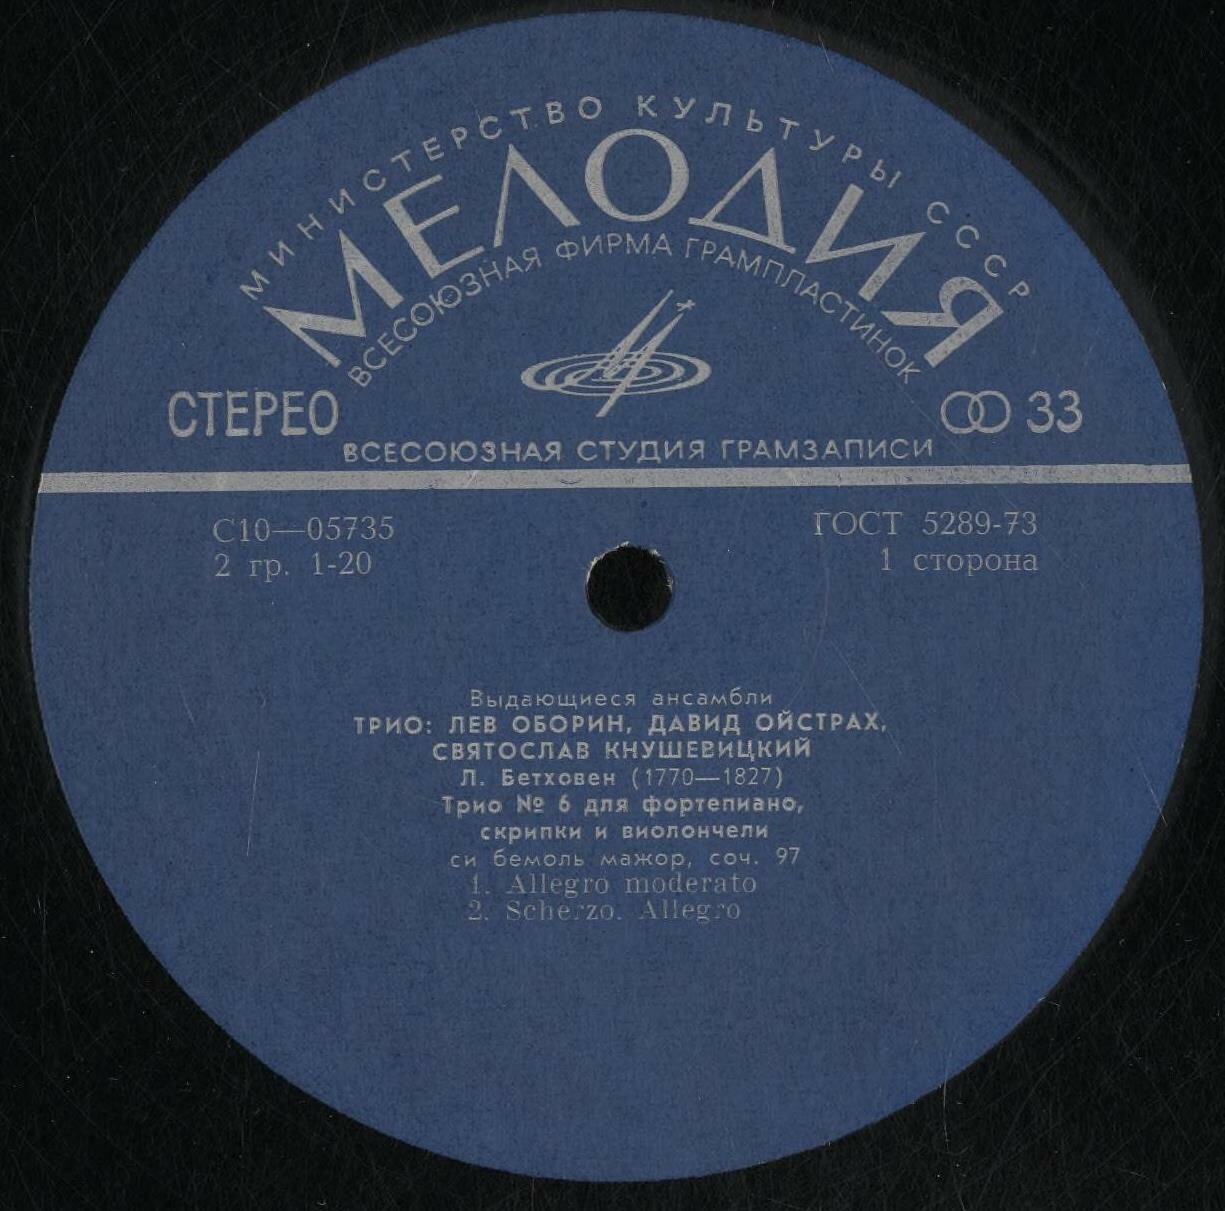 МИНИСТЕРСТВО КУЛЬТУРЫ СССР
МЕЛОДИЯ
ВСЕСОЮЗНАЯ ФИРМА ГРАМПЛАСТИНОК
СТЕРЕО
33
ВСЕСОЮЗНАЯ СТУДИЯ ГРАМЗАПИСИ
С10—05735
ГОСТ 5289-73
2 гр. 1-20
1 сторона
Выдающиеся ансамбли
ТРИО: ЛЕВ ОБОРИН, ДАВИД ОЙСТРАХ,
СВЯТОСЛАВ КНУШЕВИЦКИЙ
Л. Бетховен (1770—1827)
Трио № 6 для фортепиано,
скрипки и виолончели
си бемоль мажор, соч. 97
1. Allegro moderato
2. Scherzo. Allegro